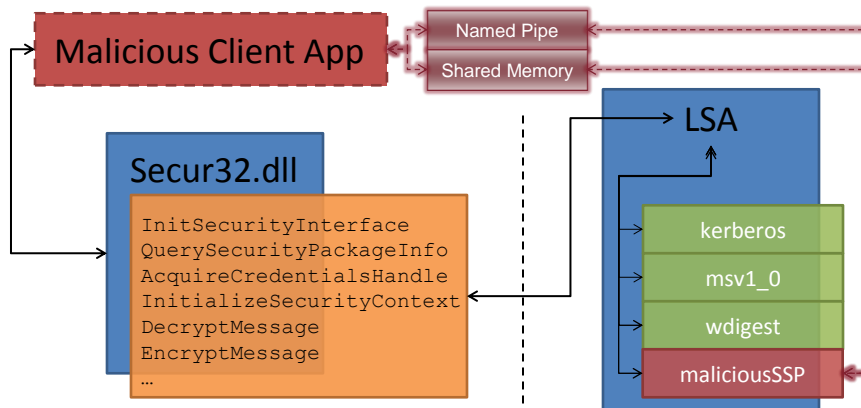 Malicious Client App
Named Pipe
Shared Memory
Secur32.dll
InitSecurityInterface
QuerySecurityPackageInfo
AcquireCredentialsHandle
InitializeSecurityContext
DecryptMessage
EncryptMessage
…
LSA
kerberos
msv1_0
wdigest
maliciousSSP